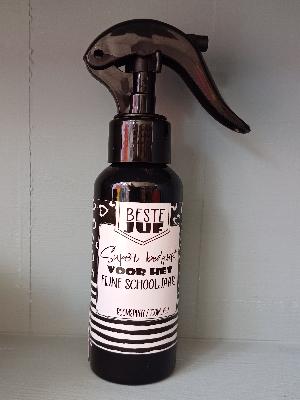 BESTE
JUF
Super bedankt
VOOR HET
FIJNE SCHOOLJAAR